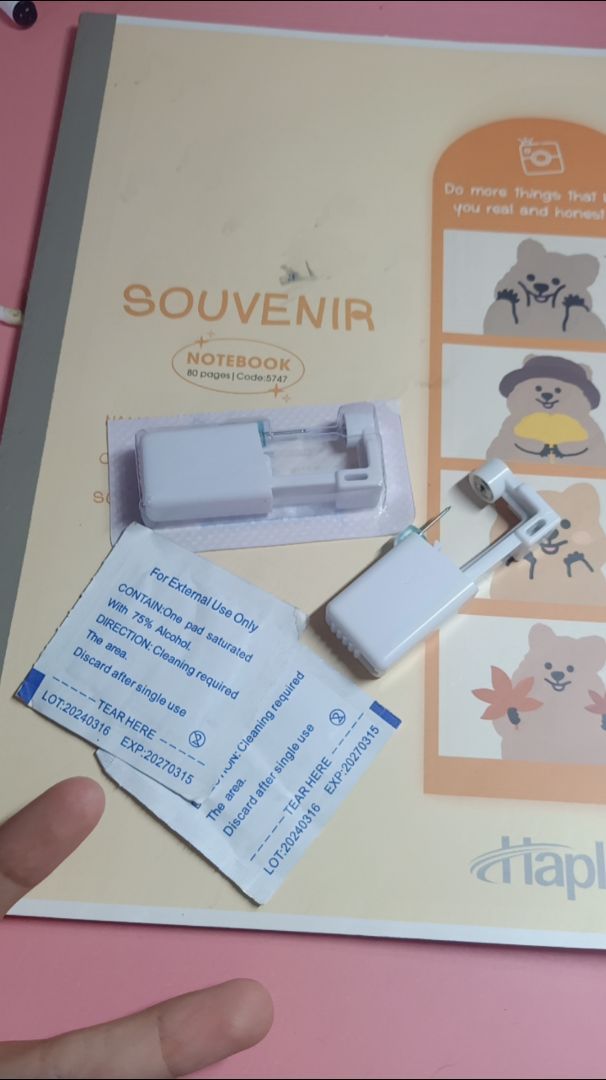 Do more things that
you real and honest
SOUVENIR
NOTEBOOK
80 pages | Code:5747
For External Use Only
CONTAIN:One pad saturated
With 75% Alcohol.
DIRECTION: Cleaning required
The area.
Discard after single use
TEAR HERE
LOT:20240316 EXP:20270315
Cleaning required
The area.
Discard after single use
TEAR HERE
LOT:20240316 EXP:20270315
Hapl